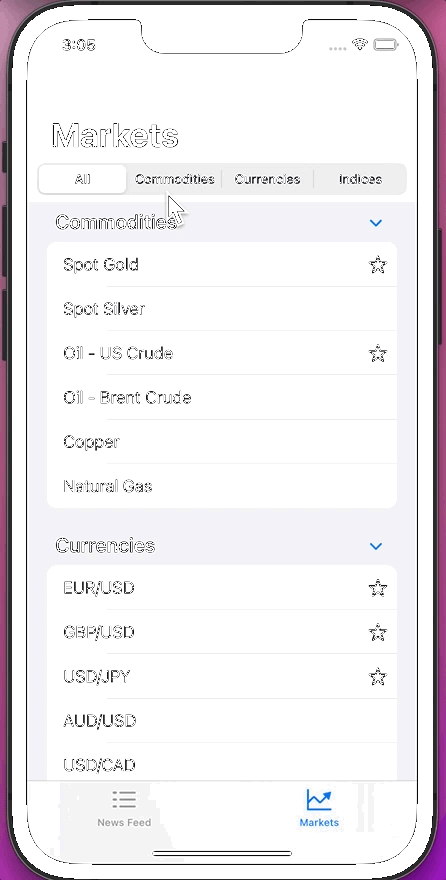 3:05
Markets
All Commodities Currencies Indices
Commodities
Spot Gold
Spot Silver
Oil - US Crude
Oil - Brent Crude
Copper
Natural Gas
Currencies
EUR/USD
GBP/USD
USD/JPY
AUD/USD
USD/CAD
News Feed Markets